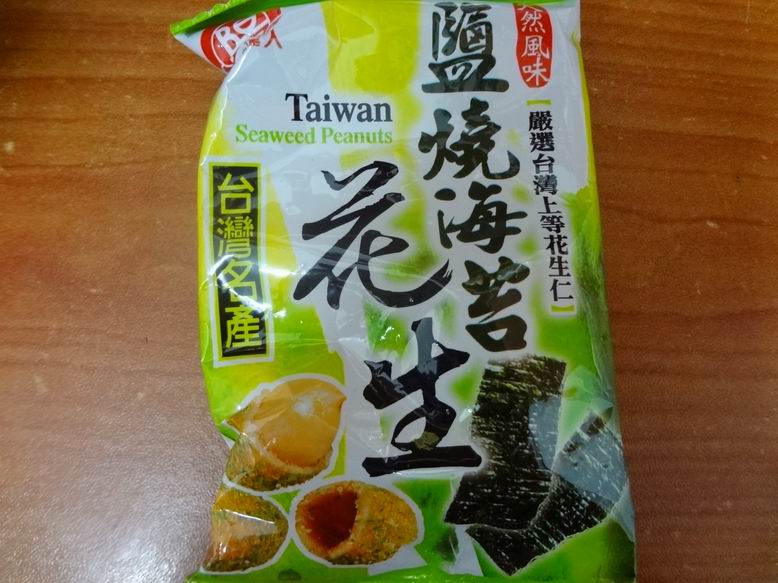 天然風味
鹽燒海苔
花生
【嚴選台灣上等花生仁】
Taiwan
Seaweed Peanuts
台灣名產